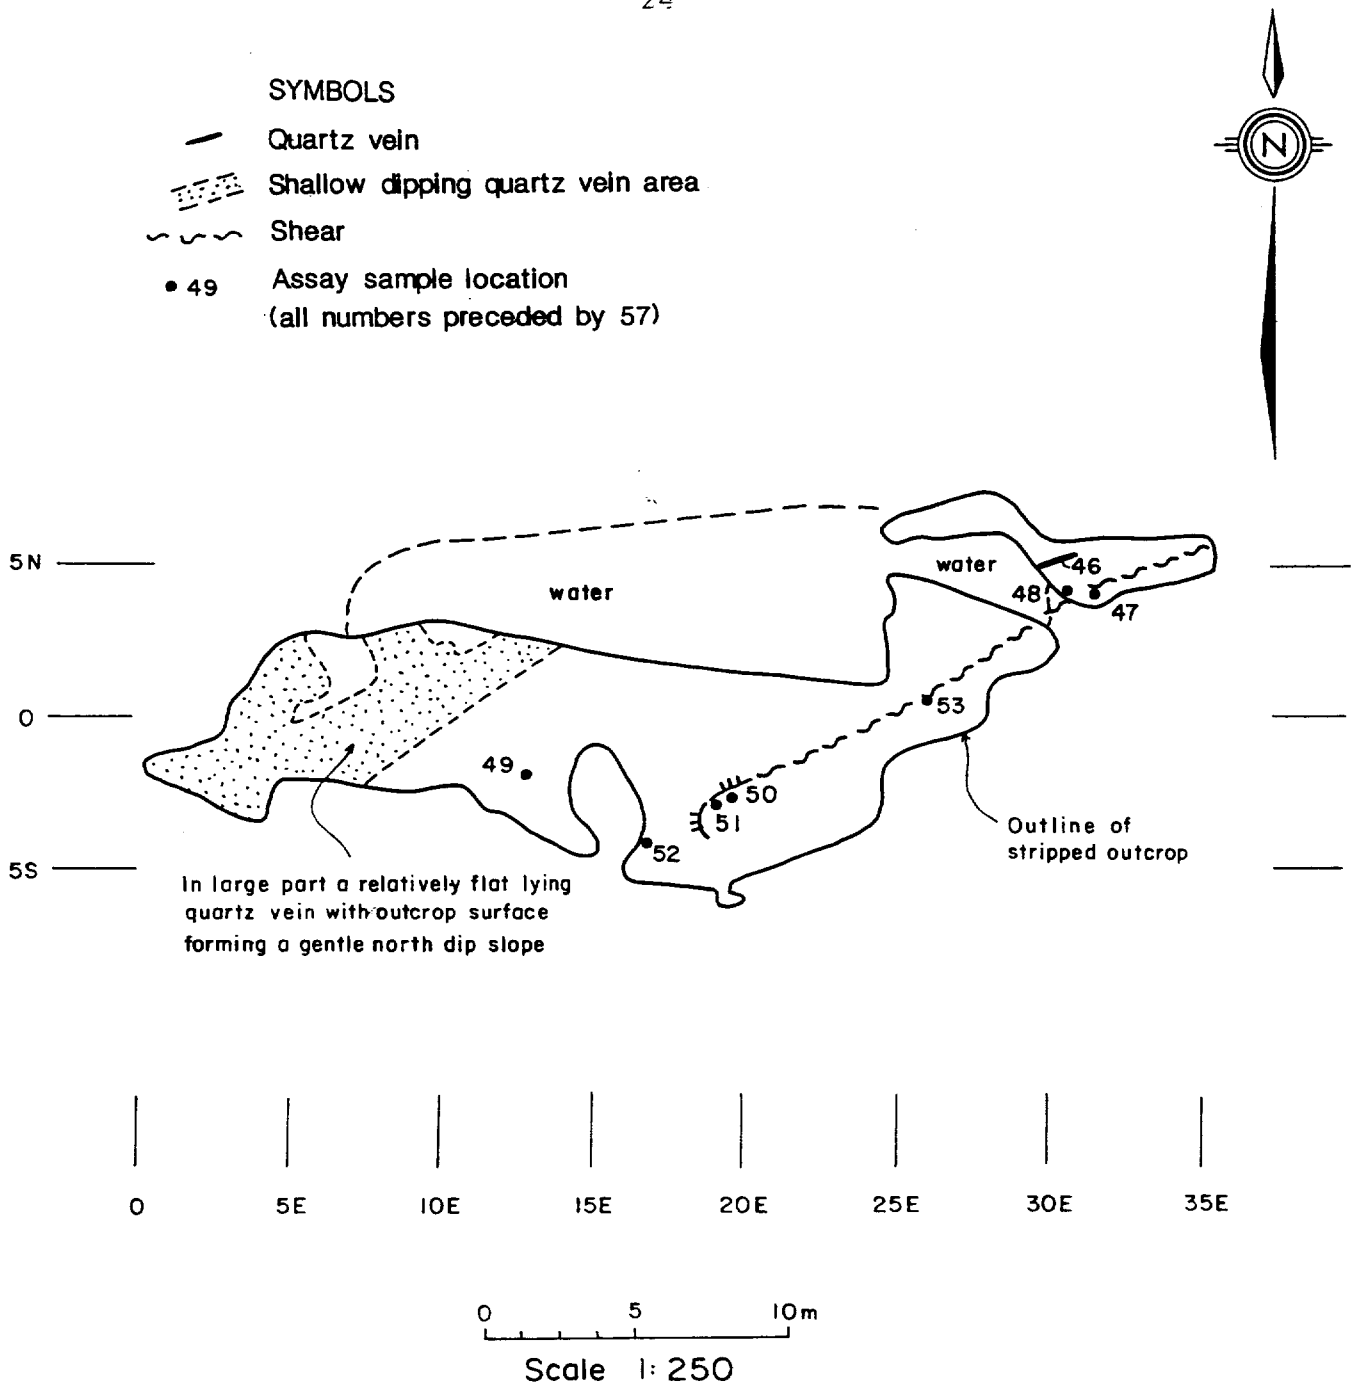 24
SYMBOLS
Quartz vein
Shallow dipping quartz vein area
Shear
49 Assay sample location
(all numbers preceded by 57)
N
5N
water
water
46
48
47
0
53
49
50
51
52
Outline of
stripped outcrop
5S
In large part a relatively flat lying
quartz vein with outcrop surface
forming a gentle north dip slope
0 5E 10E 15E 20E 25E 30E 35E
0 5 10m
Scale 1:250